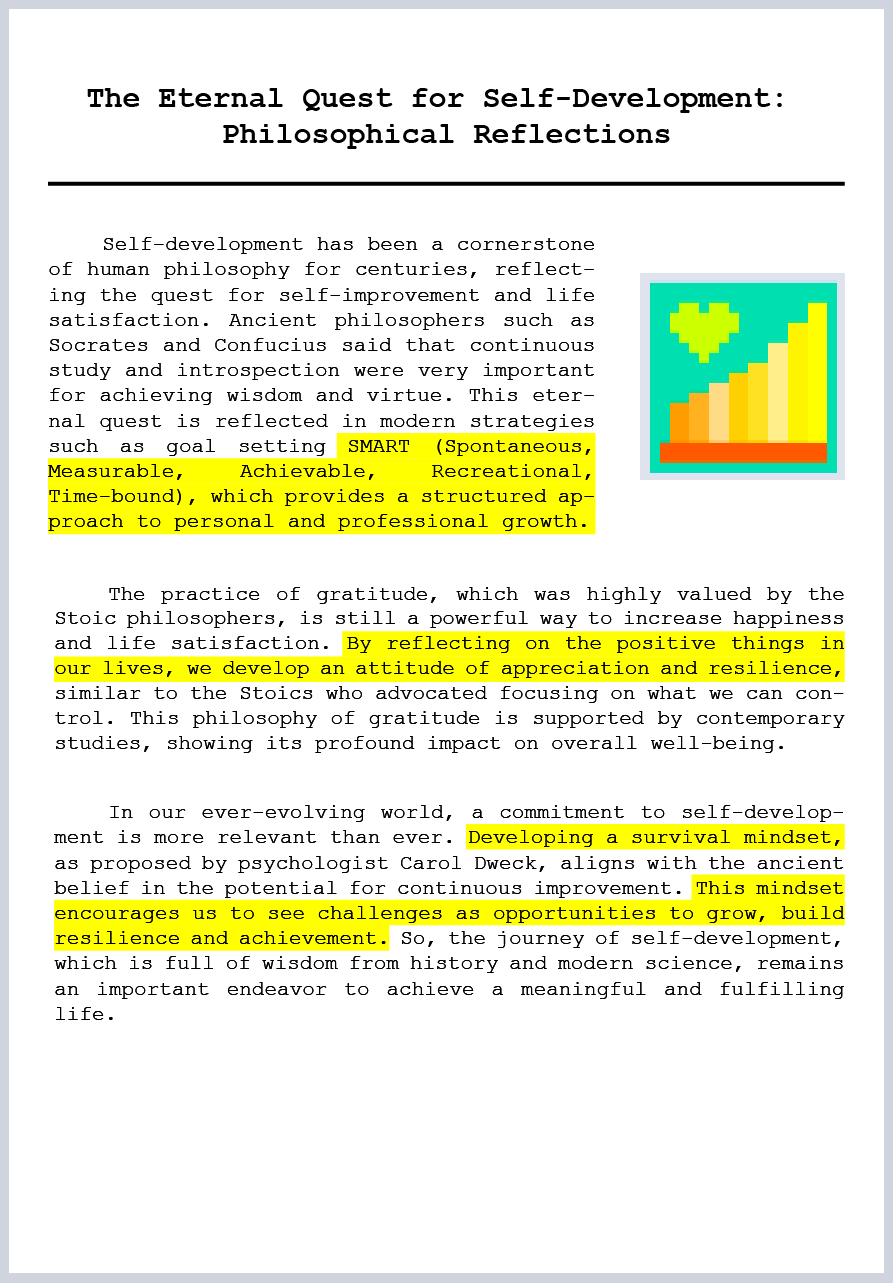 The Eternal Quest for Self-Development:
Philosophical Reflections
Self-development has been a cornerstone
of human philosophy for centuries, reflect-
ing the quest for self-improvement and life
satisfaction. Ancient philosophers such as
Socrates and Confucius said that continuous
study and introspection were very important
for achieving wisdom and virtue. This eter-
nal quest is reflected in modern strategies
such as goal setting SMART (Spontaneous,
Measurable, Achievable, Recreational,
Time-bound), which provides a structured ap-
proach to personal and professional growth.
The practice of gratitude, which was highly valued by the
Stoic philosophers, is still a powerful way to increase happiness
and life satisfaction. By reflecting on the positive things in
our lives, we develop an attitude of appreciation and resilience,
similar to the Stoics who advocated focusing on what we can con-
trol. This philosophy of gratitude is supported by contemporary
studies, showing its profound impact on overall well-being.
In our ever-evolving world, a commitment to self-develop-
ment is more relevant than ever. Developing a survival mindset,
as proposed by psychologist Carol Dweck, aligns with the ancient
belief in the potential for continuous improvement. This mindset
encourages us to see challenges as opportunities to grow, build
resilience and achievement. So, the journey of self-development,
which is full of wisdom from history and modern science, remains
an important endeavor to achieve a meaningful and fulfilling
life.